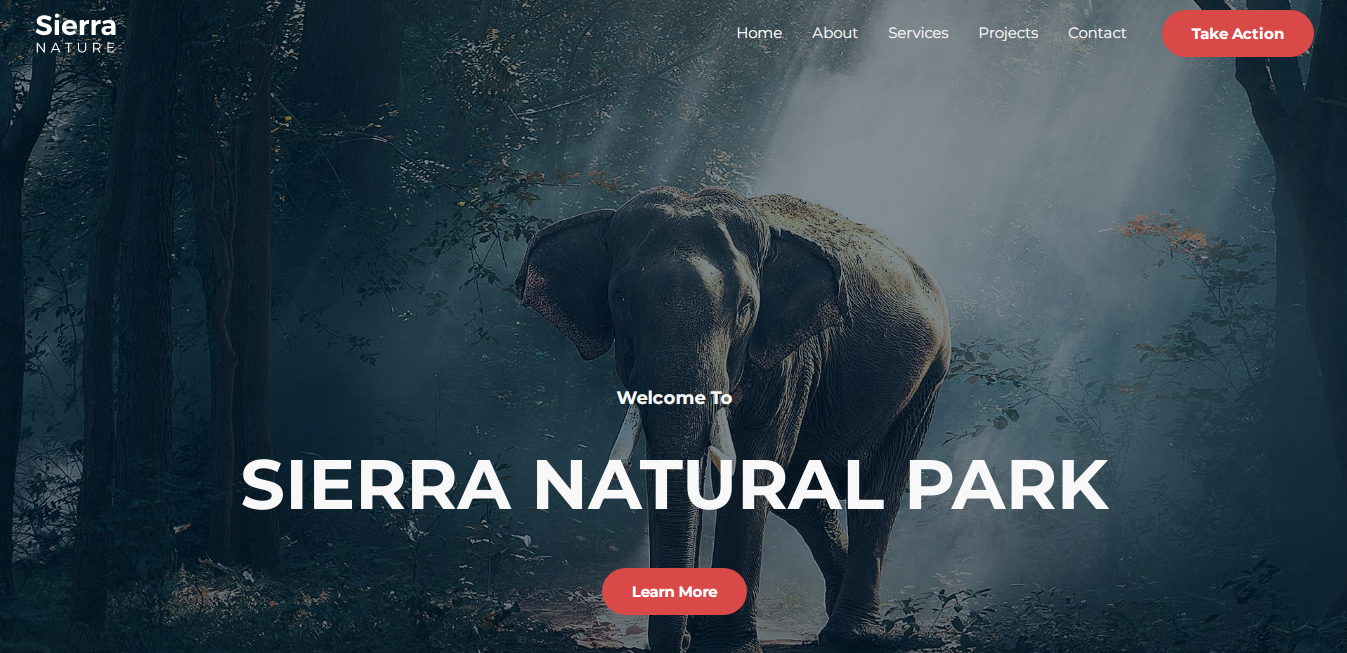 Sierra
NATURE
Home
About
Services
Projects
Contact
Take Action
Welcome To
SIERRA NATURAL PARK
Learn More